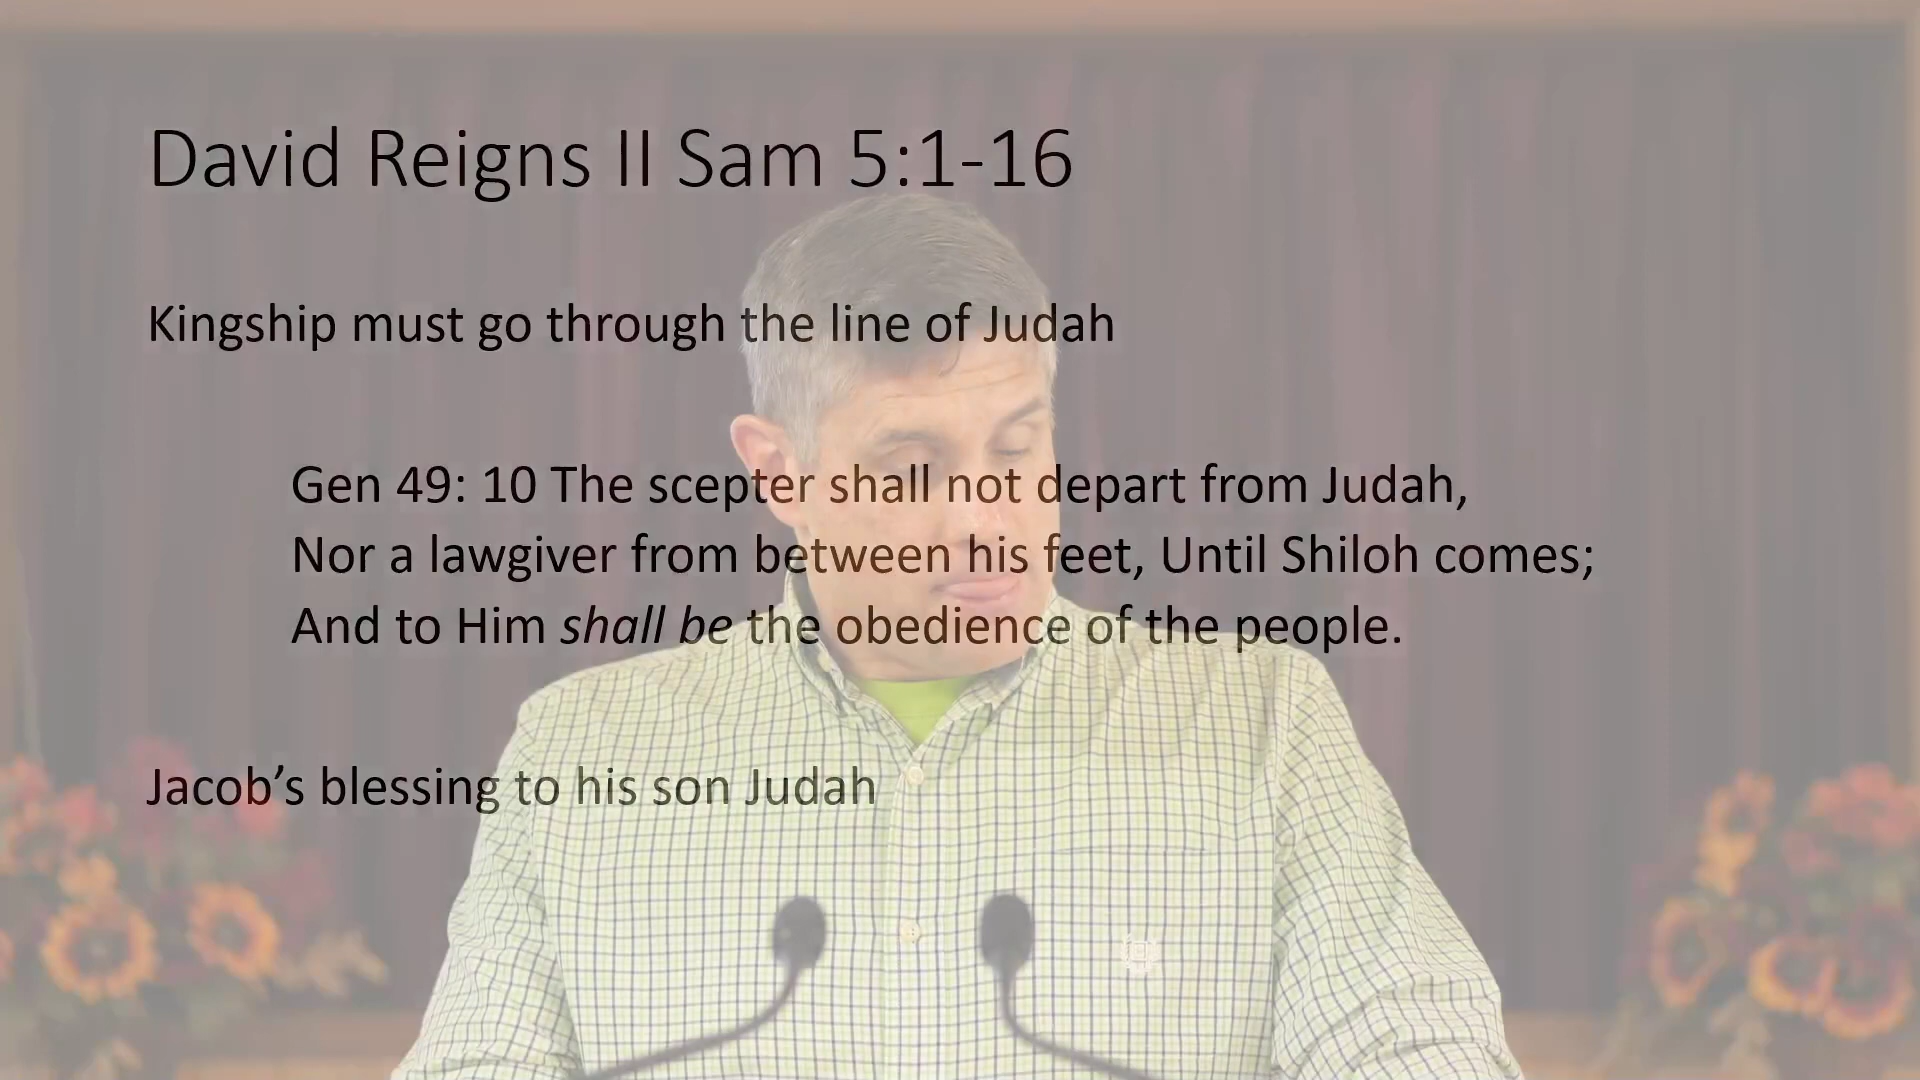 David Reigns II Sam 5:1-16
Kingship must go through the line of Judah
Gen 49: 10 The scepter shall not depart from Judah,
Nor a lawgiver from between his feet, Until Shiloh comes;
And to Him shall be the obedience of the people.
Jacob’s blessing to his son Judah